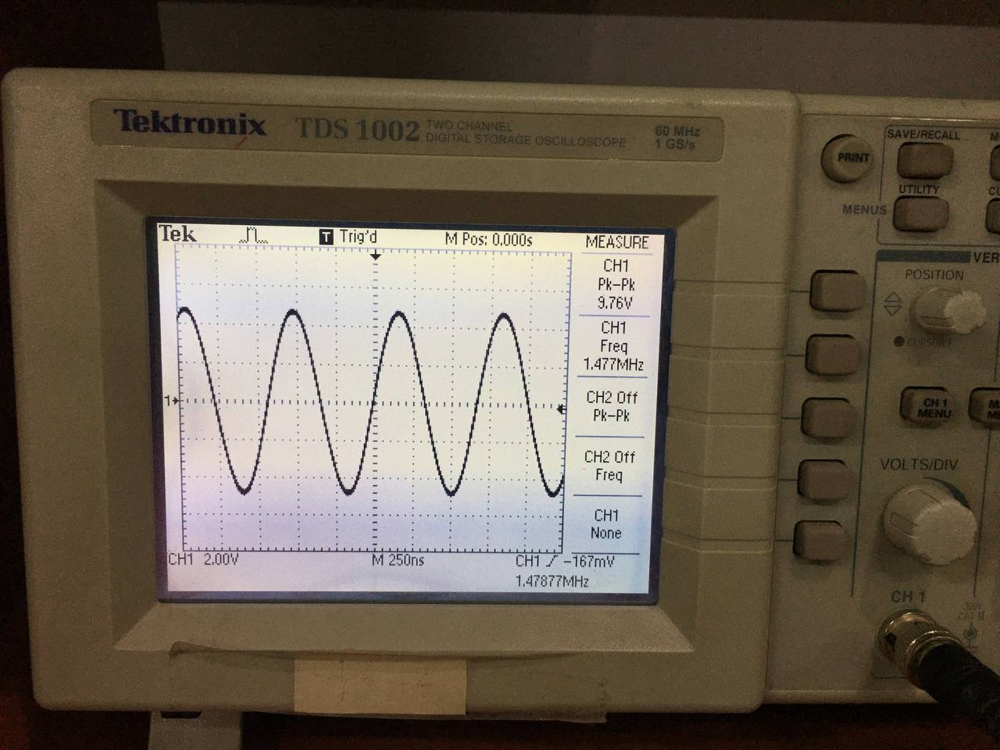 Tektronix TDS 1002 TWO CHANNEL
DIGITAL STORAGE OSCILLOSCOPE
60 MHz
1 GS/s
Tek
T Trig'd
M Pos: 0.000s
MEASURE
CH1
Pk-Pk
9.76V
CH1
Freq
1.477MHz
CH2 Off
Pk-Pk
CH2 Off
Freq
CH1
None
1
CH1 2.00V
M 250ns
CH1 -167mV
1.47877MHz
PRINT
SAVE/RECALL
UTILITY
MENUS
VER
POSITION
CURSOR 1
CH 1
MENU
VOLTS/DIV
CH 1
300V
CAT II